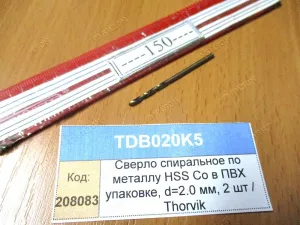 -----150-----
TDB020K5
Код:
208083
Сверло спиральное по
металлу HSS Co в ПВХ
упаковке, d=2.0 мм, 2 шт /
Thorvik